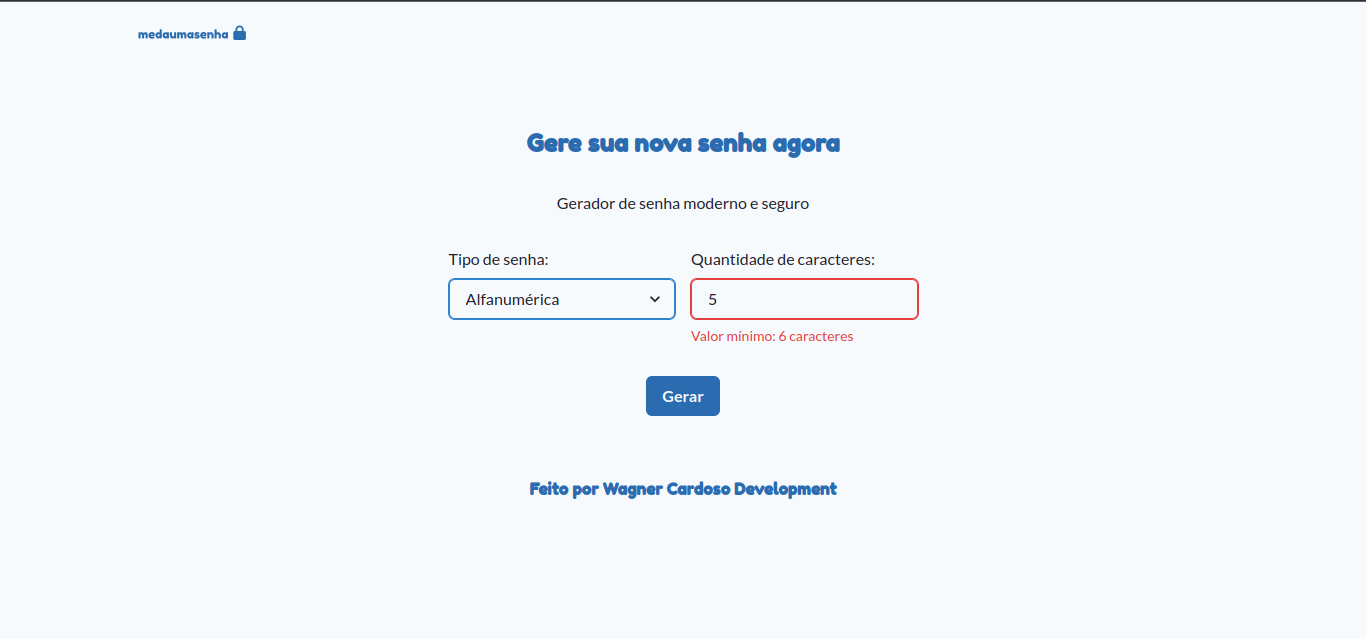 medaumasenha
Gere sua nova senha agora
Gerador de senha moderno e seguro
Tipo de senha:
Quantidade de caracteres:
Alfanumérica
5
Valor mínimo: 6 caracteres
Gerar
Feito por Wagner Cardoso Development